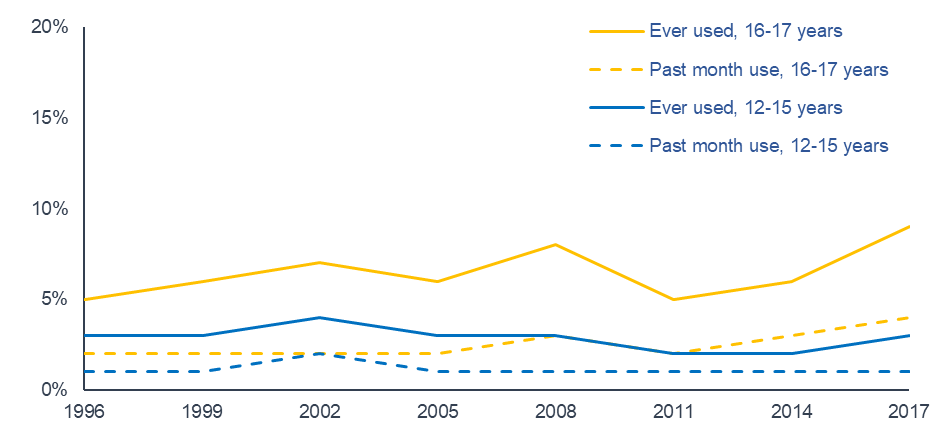 20%
Ever used, 16-17 years
Past month use, 16-17 years
15%
Ever used, 12-15 years
Past month use, 12-15 years
10%
5%
0%
1996 1999 2002 2005 2008 2011 2014 2017